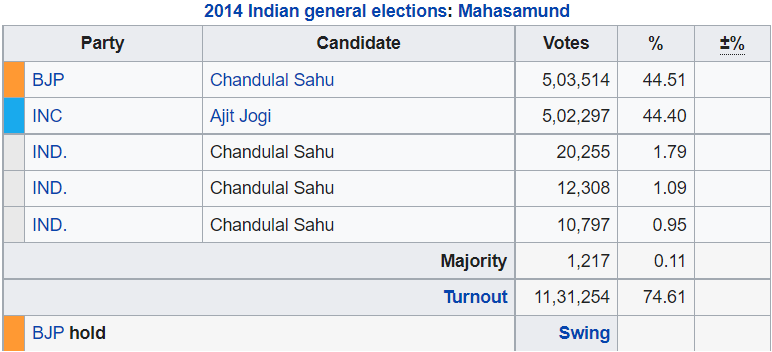 2014 Indian general elections: Mahasamund
Party Candidate Votes % ±%
BJP Chandulal Sahu 5,03,514 44.51
INC Ajit Jogi 5,02,297 44.40
IND. Chandulal Sahu 20,255 1.79
IND. Chandulal Sahu 12,308 1.09
IND. Chandulal Sahu 10,797 0.95
Majority 1,217 0.11
Turnout 11,31,254 74.61
BJP hold Swing